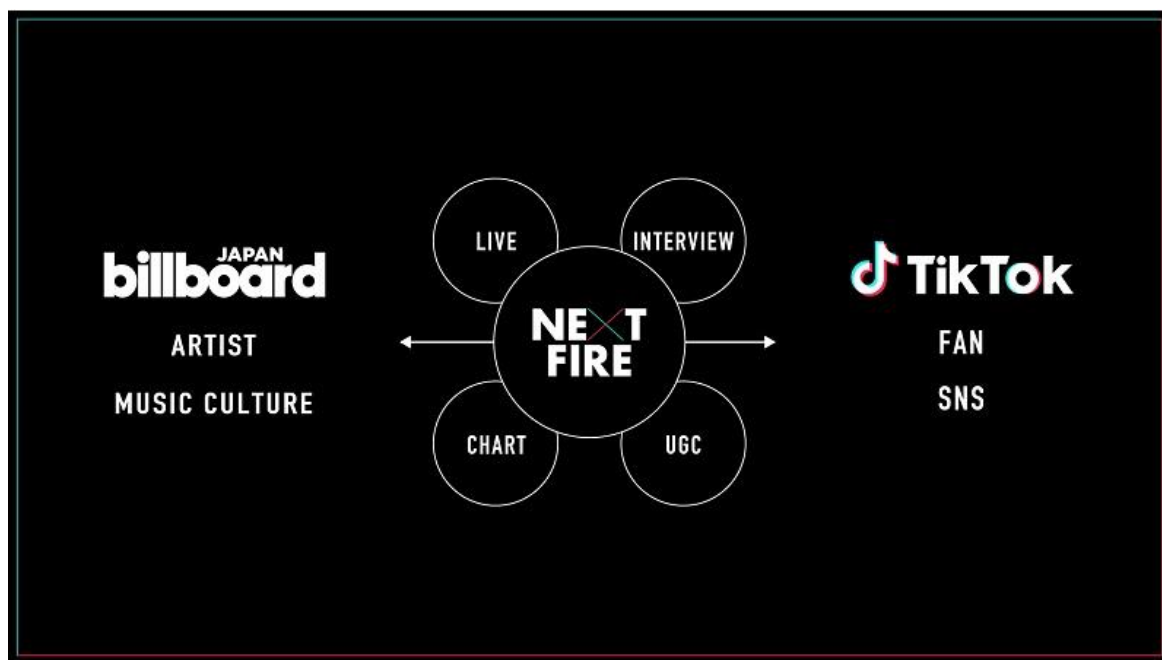 JAPAN
billboard
ARTIST
MUSIC CULTURE
LIVE
INTERVIEW
NEXT
FIRE
CHART
UGC
TikTok
FAN
SNS